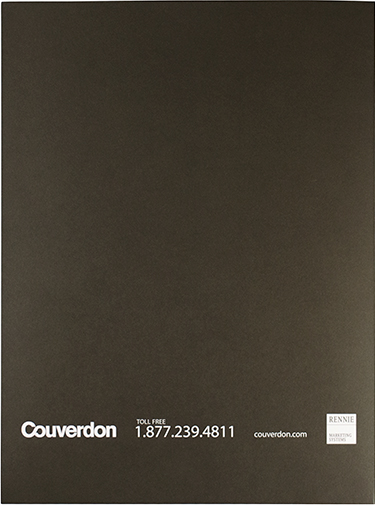 Couverdon
TOLL FREE
1.877.239.4811
couverdon.com
RENNIE
MARKETING
SYSTEMS